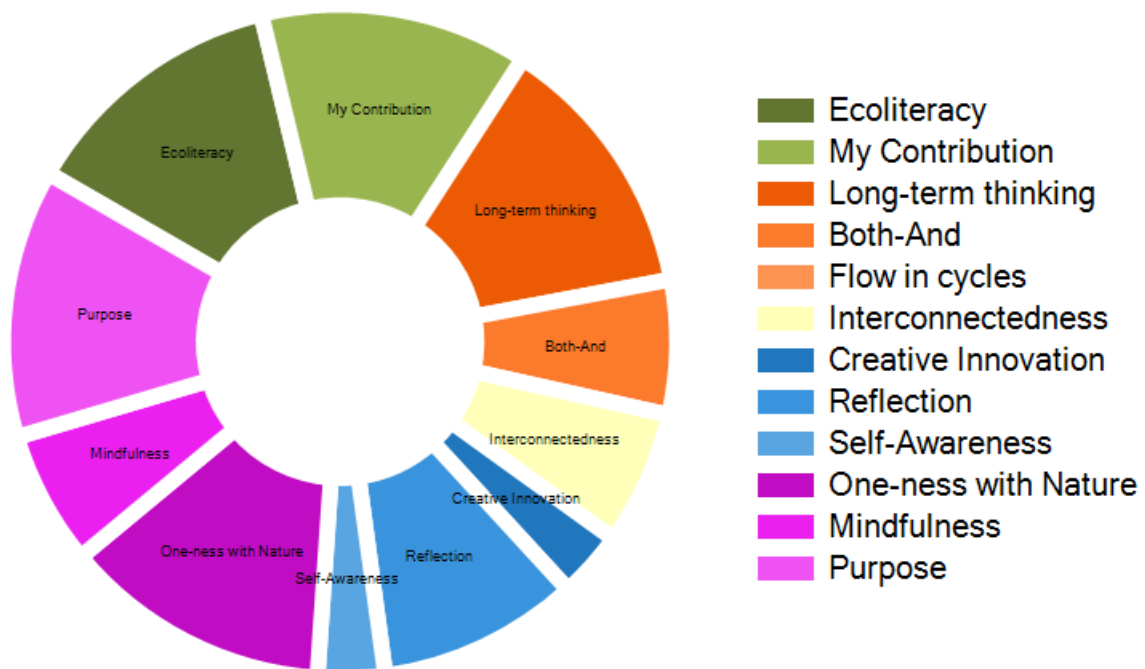 My Contribution
Ecoliteracy
Long-term thinking
Purpose
Both-And
Interconnectedness
Mindfulness
Creative Innovation
One-ness with Nature
Reflection
Self-Awareness
Ecoliteracy
My Contribution
Long-term thinking
Both-And
Flow in cycles
Interconnectedness
Creative Innovation
Reflection
Self-Awareness
One-ness with Nature
Mindfulness
Purpose